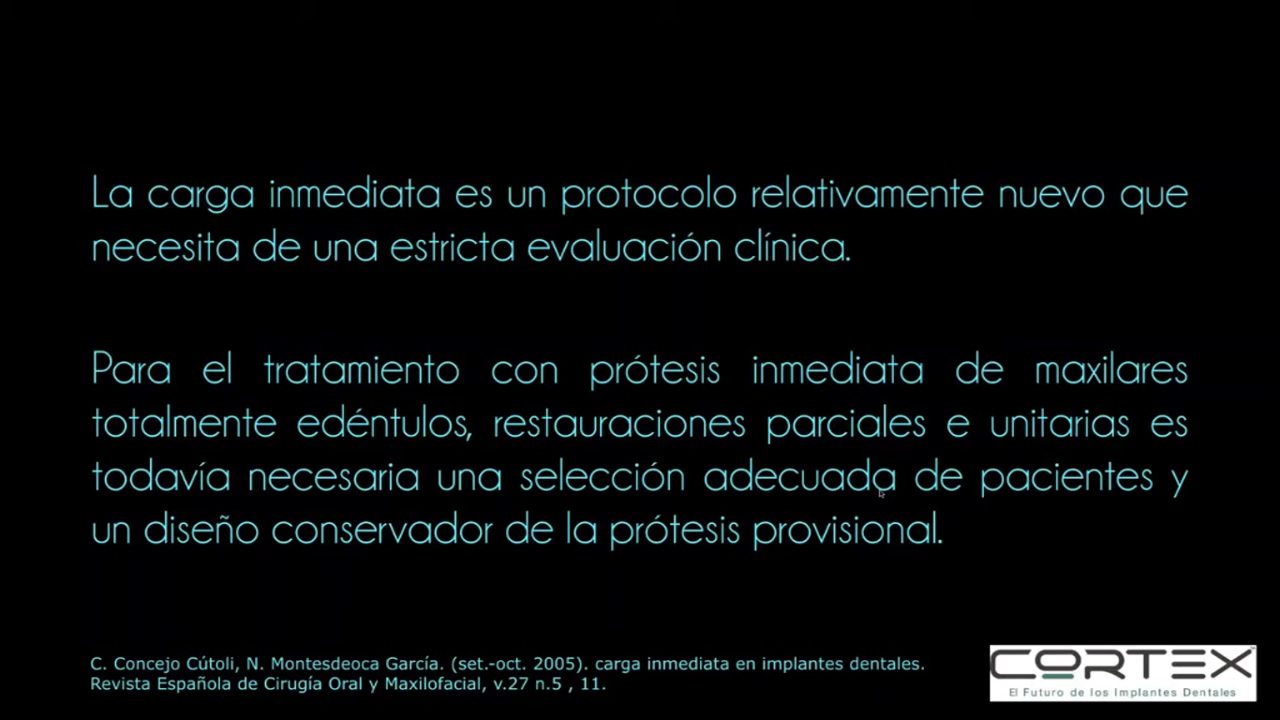 La carga inmediata es un protocolo relativamente nuevo que
necesita de una estricta evaluación clínica.
Para el tratamiento con prótesis inmediata de maxilares
totalmente edéntulos, restauraciones parciales e unitarias es
todavía necesaria una selección adecuada de pacientes y
un diseño conservador de la prótesis provisional.
C. Concejo Cútoli, N. Montesdeoca García. (set.-oct. 2005). carga inmediata en implantes dentales.
Revista Española de Cirugía Oral y Maxilofacial, v.27 n.5 , 11.
CORTEX
El Futuro de los Implantes Dentales